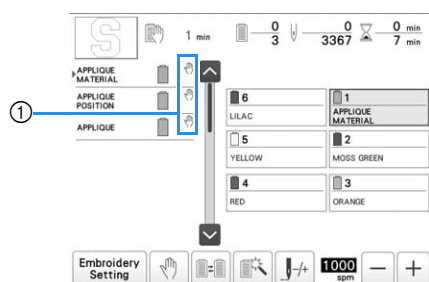 S
1 min
0
3
0
3367
0 min
7 min
APPLIQUE
MATERIAL
APPLIQUE
POSITION
APPLIQUE
①
6
LILAC
1
APPLIQUE
MATERIAL
5
YELLOW
2
MOSS GREEN
4
RED
3
ORANGE
Embroidery
Setting
-/+
1000
spm
− +